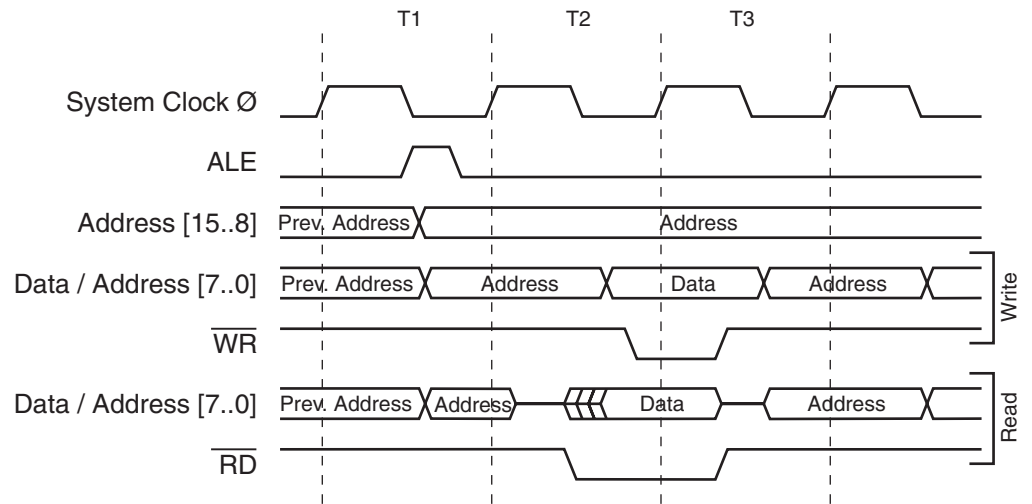 T1 T2 T3
System Clock Ø
ALE
Address [15..8] Prev. Address Address
Data / Address [7..0] Prev. Address Address Data Address
WR
Write
Data / Address [7..0] Prev. Address Address Data Address
RD
Read